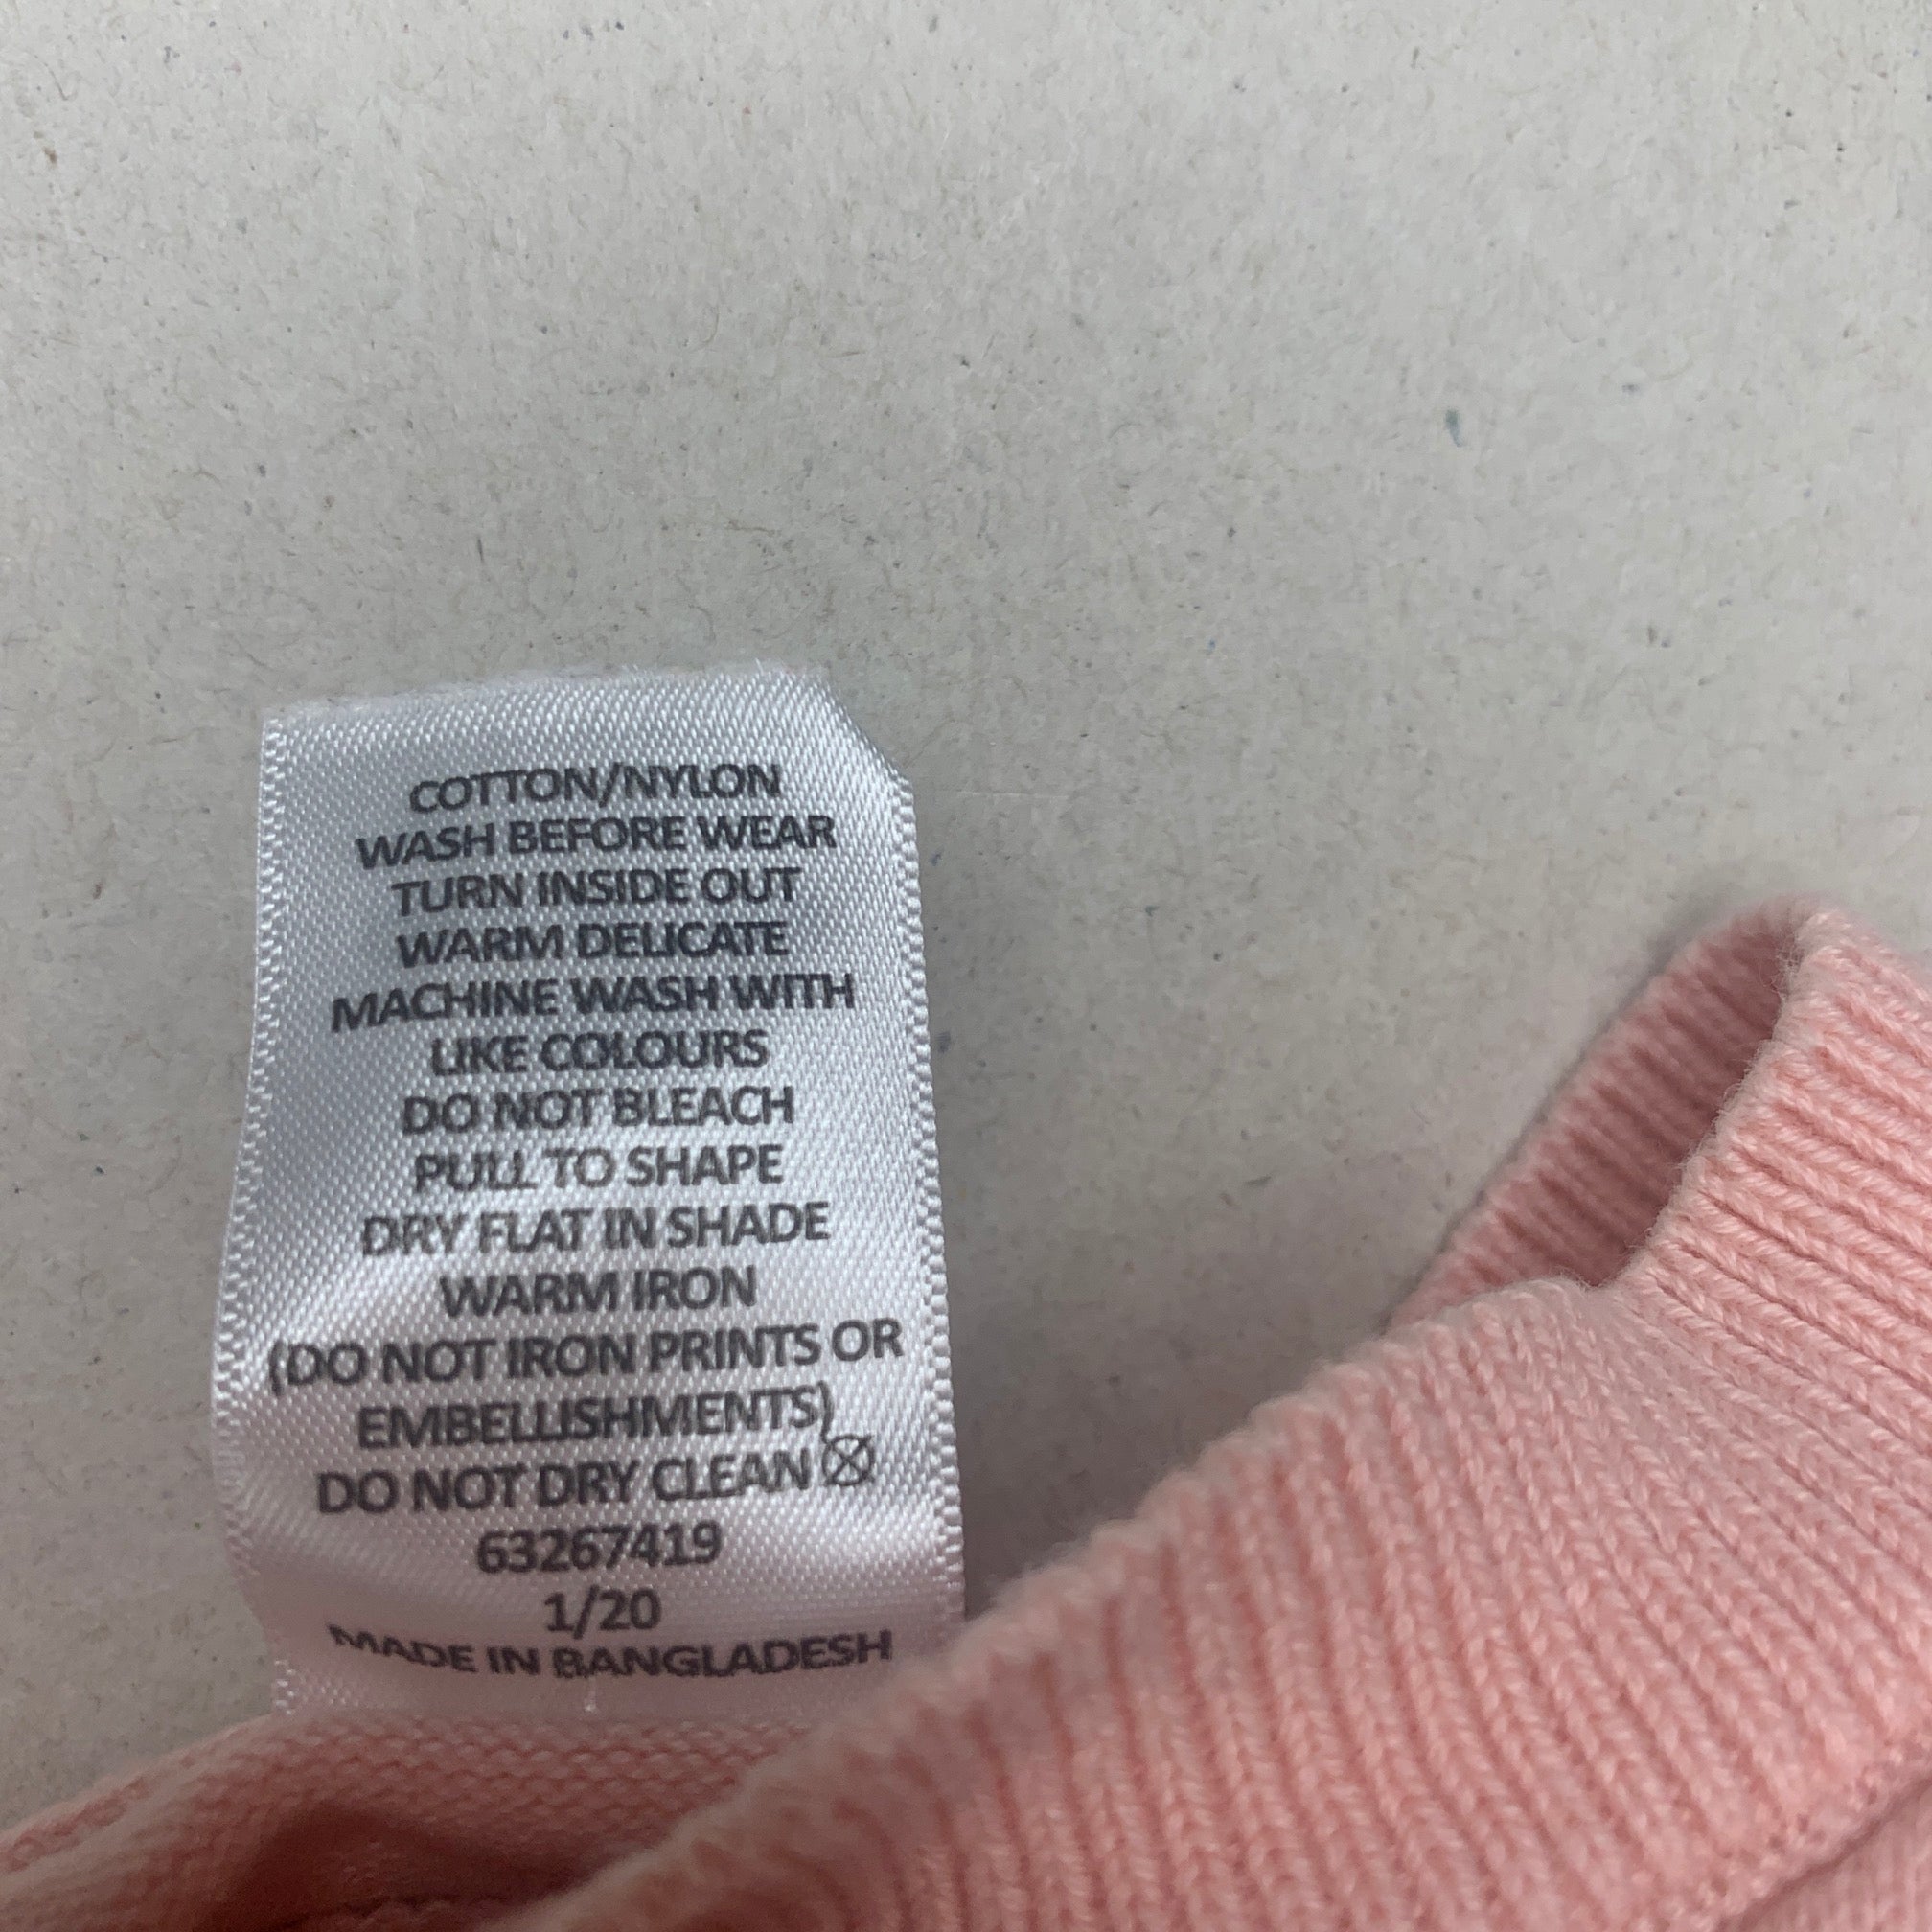 COTTON/NYLON
WASH BEFORE WEAR
TURN INSIDE OUT
WARM DELICATE
MACHINE WASH WITH
LIKE COLOURS
DO NOT BLEACH
PULL TO SHAPE
DRY FLAT IN SHADE
WARM IRON
(DO NOT IRON PRINTS OR
EMBELLISHMENTS)
DO NOT DRY CLEAN
63267419
1/20
MADE IN BANGLADESH